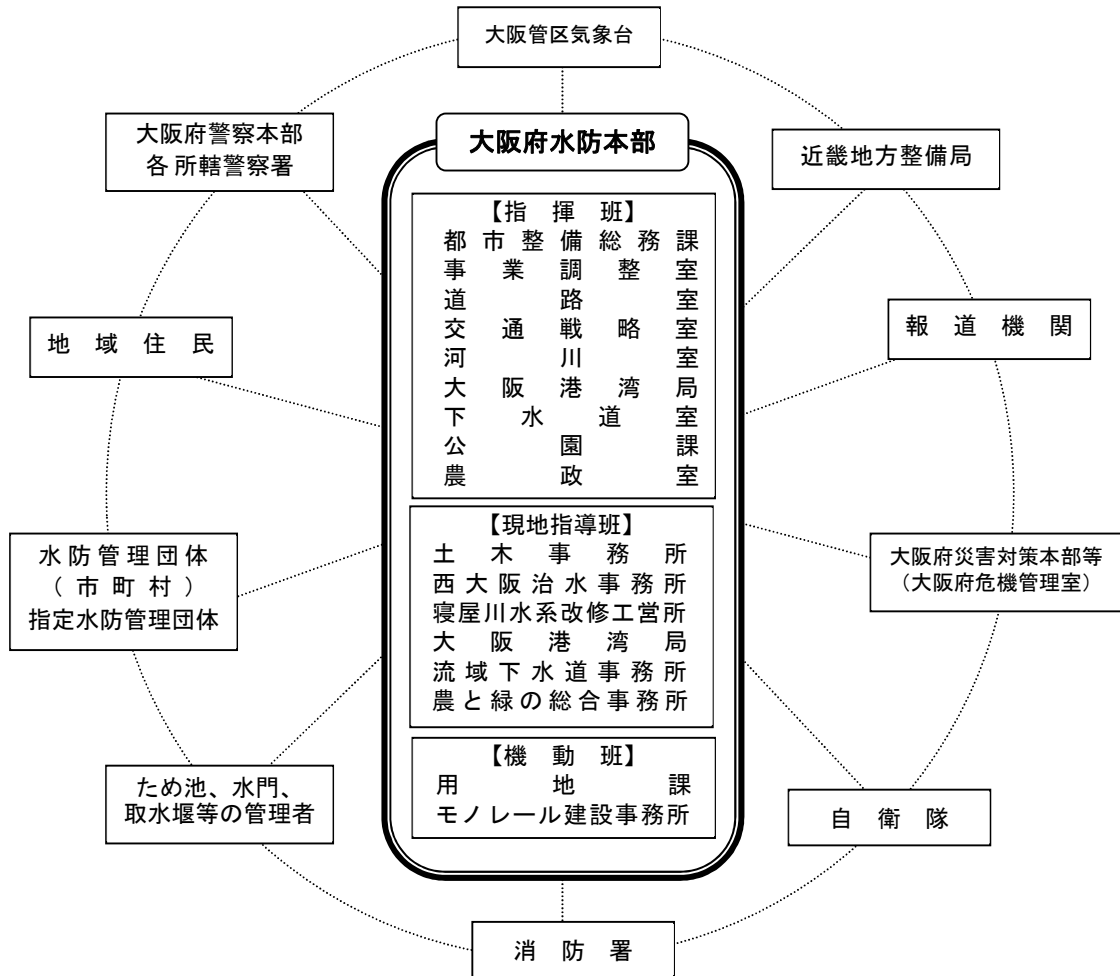 大阪管区気象台
大阪府警察本部
各所轄警察署
大阪府水防本部
近畿地方整備局
【指揮班】
都市整備総務課
事業調整室
道路室
交通戦略室
河川室
大阪港湾局
下水道室
公園課
農政室
地域住民
報道機関
【現地指導班】
土木事務所
西大阪治水事務所
寝屋川水系改修工営所
大阪港湾局
流域下水道事務所
農と緑の総合事務所
水防管理団体
(市町村)
指定水防管理団体
大阪府災害対策本部等
(大阪府危機管理室)
【機動班】
用地課
モノレール建設事務所
ため池、水門、
取水堰等の管理者
自衛隊
消防署